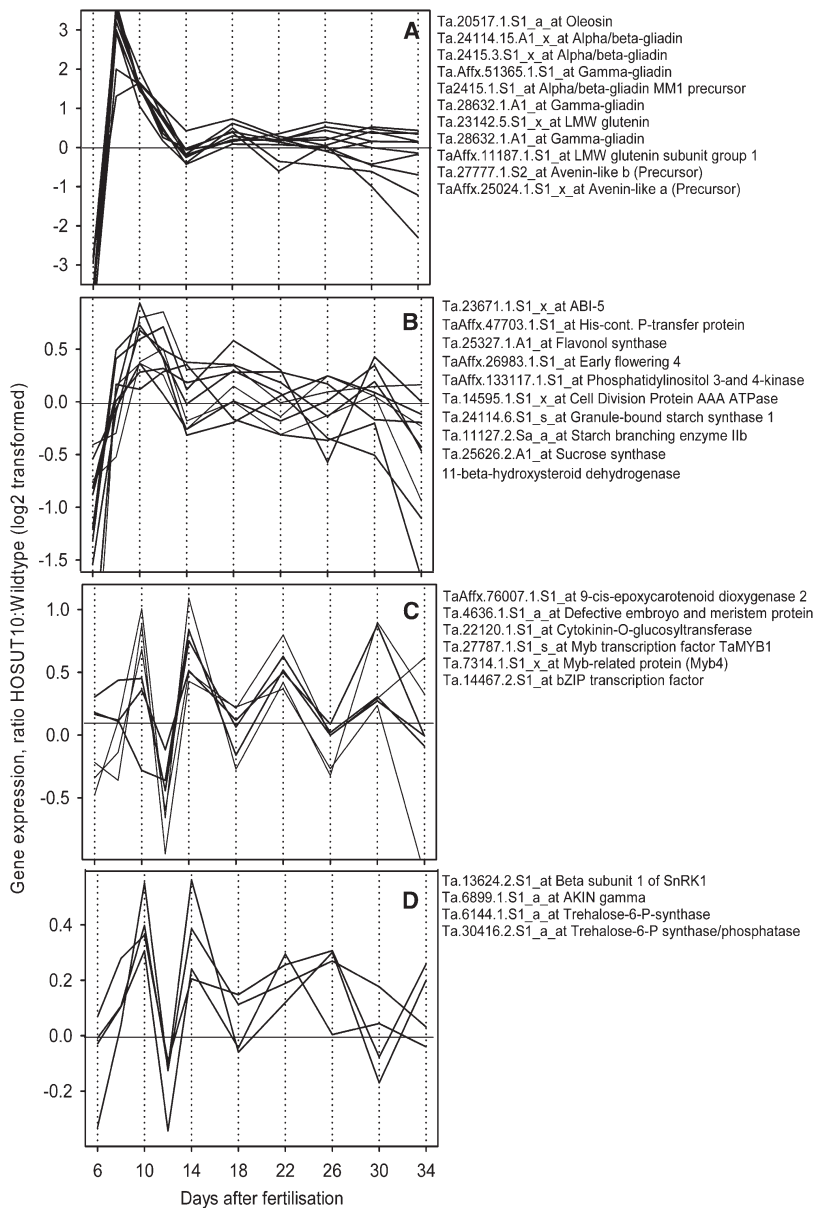 Gene expression, ratio HOSUT10:Wildtype (log2 transformed)
A
3
2
1
0
-1
-2
-3
Ta.20517.1.S1_a_at Oleosin
Ta.24114.15.A1_x_at Alpha/beta-gliadin
Ta.2415.3.S1_x_at Alpha/beta-gliadin
Ta.Affx.51365.1.S1_at Gamma-gliadin
Ta2415.1.S1_at Alpha/beta-gliadin MM1 precursor
Ta.28632.1.A1_at Gamma-gliadin
Ta.23142.5.S1_x_at LMW glutenin
Ta.28632.1.A1_at Gamma-gliadin
TaAffx.11187.1.S1_at LMW glutenin subunit group 1
Ta.27777.1.S2_at Avenin-like b (Precursor)
TaAffx.25024.1.S1_x_at Avenin-like a (Precursor)
B
0.5
0.0
-0.5
-1.0
-1.5
Ta.23671.1.S1_x_at ABI-5
TaAffx.47703.1.S1_at His-cont. P-transfer protein
Ta.25327.1.A1_at Flavonol synthase
TaAffx.26983.1.S1_at Early flowering 4
TaAffx.133117.1.S1_at Phosphatidylinositol 3-and 4-kinase
Ta.14595.1.S1_x_at Cell Division Protein AAA ATPase
Ta.24114.6.S1_s_at Granule-bound starch synthase 1
Ta.11127.2.Sa_a_at Starch branching enzyme IIb
Ta.25626.2.A1_at Sucrose synthase
11-beta-hydroxysteroid dehydrogenase
C
1.0
0.5
0.0
-0.5
TaAffx.76007.1.S1_at 9-cis-epoxycarotenoid dioxygenase 2
Ta.4636.1.S1_a_at Defective embroyo and meristem protein
Ta.22120.1.S1_at Cytokinin-O-glucosyltransferase
Ta.27787.1.S1_s_at Myb transcription factor TaMYB1
Ta.7314.1.S1_x_at Myb-related protein (Myb4)
Ta.14467.2.S1_at bZIP transcription factor
D
0.4
0.2
0.0
-0.2
Ta.13624.2.S1_at Beta subunit 1 of SnRK1
Ta.6899.1.S1_a_at AKIN gamma
Ta.6144.1.S1_a_at Trehalose-6-P-synthase
Ta.30416.2.S1_a_at Trehalose-6-P synthase/phosphatase
6 10 14 18 22 26 30 34
Days after fertilisation